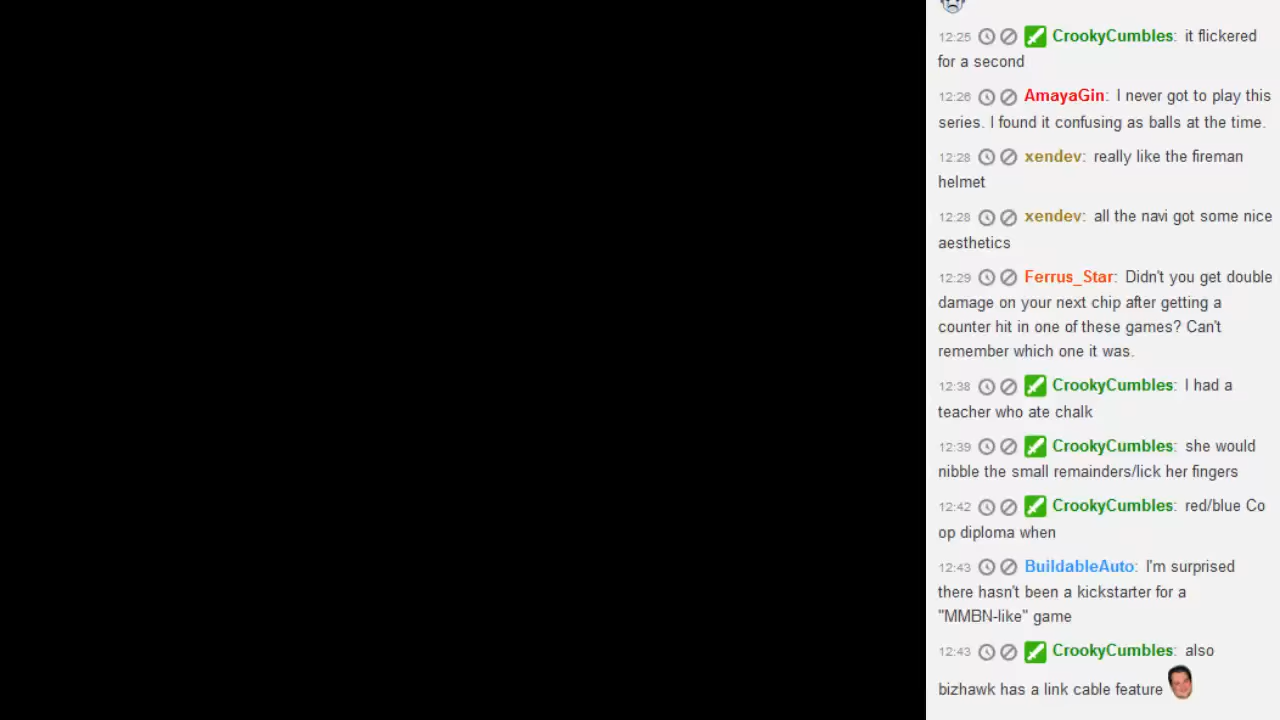 12:25 CrookyCumbles: it flickered
for a second
12:26 AmayaGin: I never got to play this
series. I found it confusing as balls at the time.
12:28 xendev: really like the fireman
helmet
12:28 xendev: all the navi got some nice
aesthetics
12:29 Ferrus_Star: Didn't you get double
damage on your next chip after getting a
counter hit in one of these games? Can't
remember which one it was.
12:38 CrookyCumbles: I had a
teacher who ate chalk
12:39 CrookyCumbles: she would
nibble the small remainders/lick her fingers
12:42 CrookyCumbles: red/blue Co
op diploma when
12:43 BuildableAuto: I'm surprised
there hasn't been a kickstarter for a
"MMBN-like" game
12:43 CrookyCumbles: also
bizhawk has a link cable feature